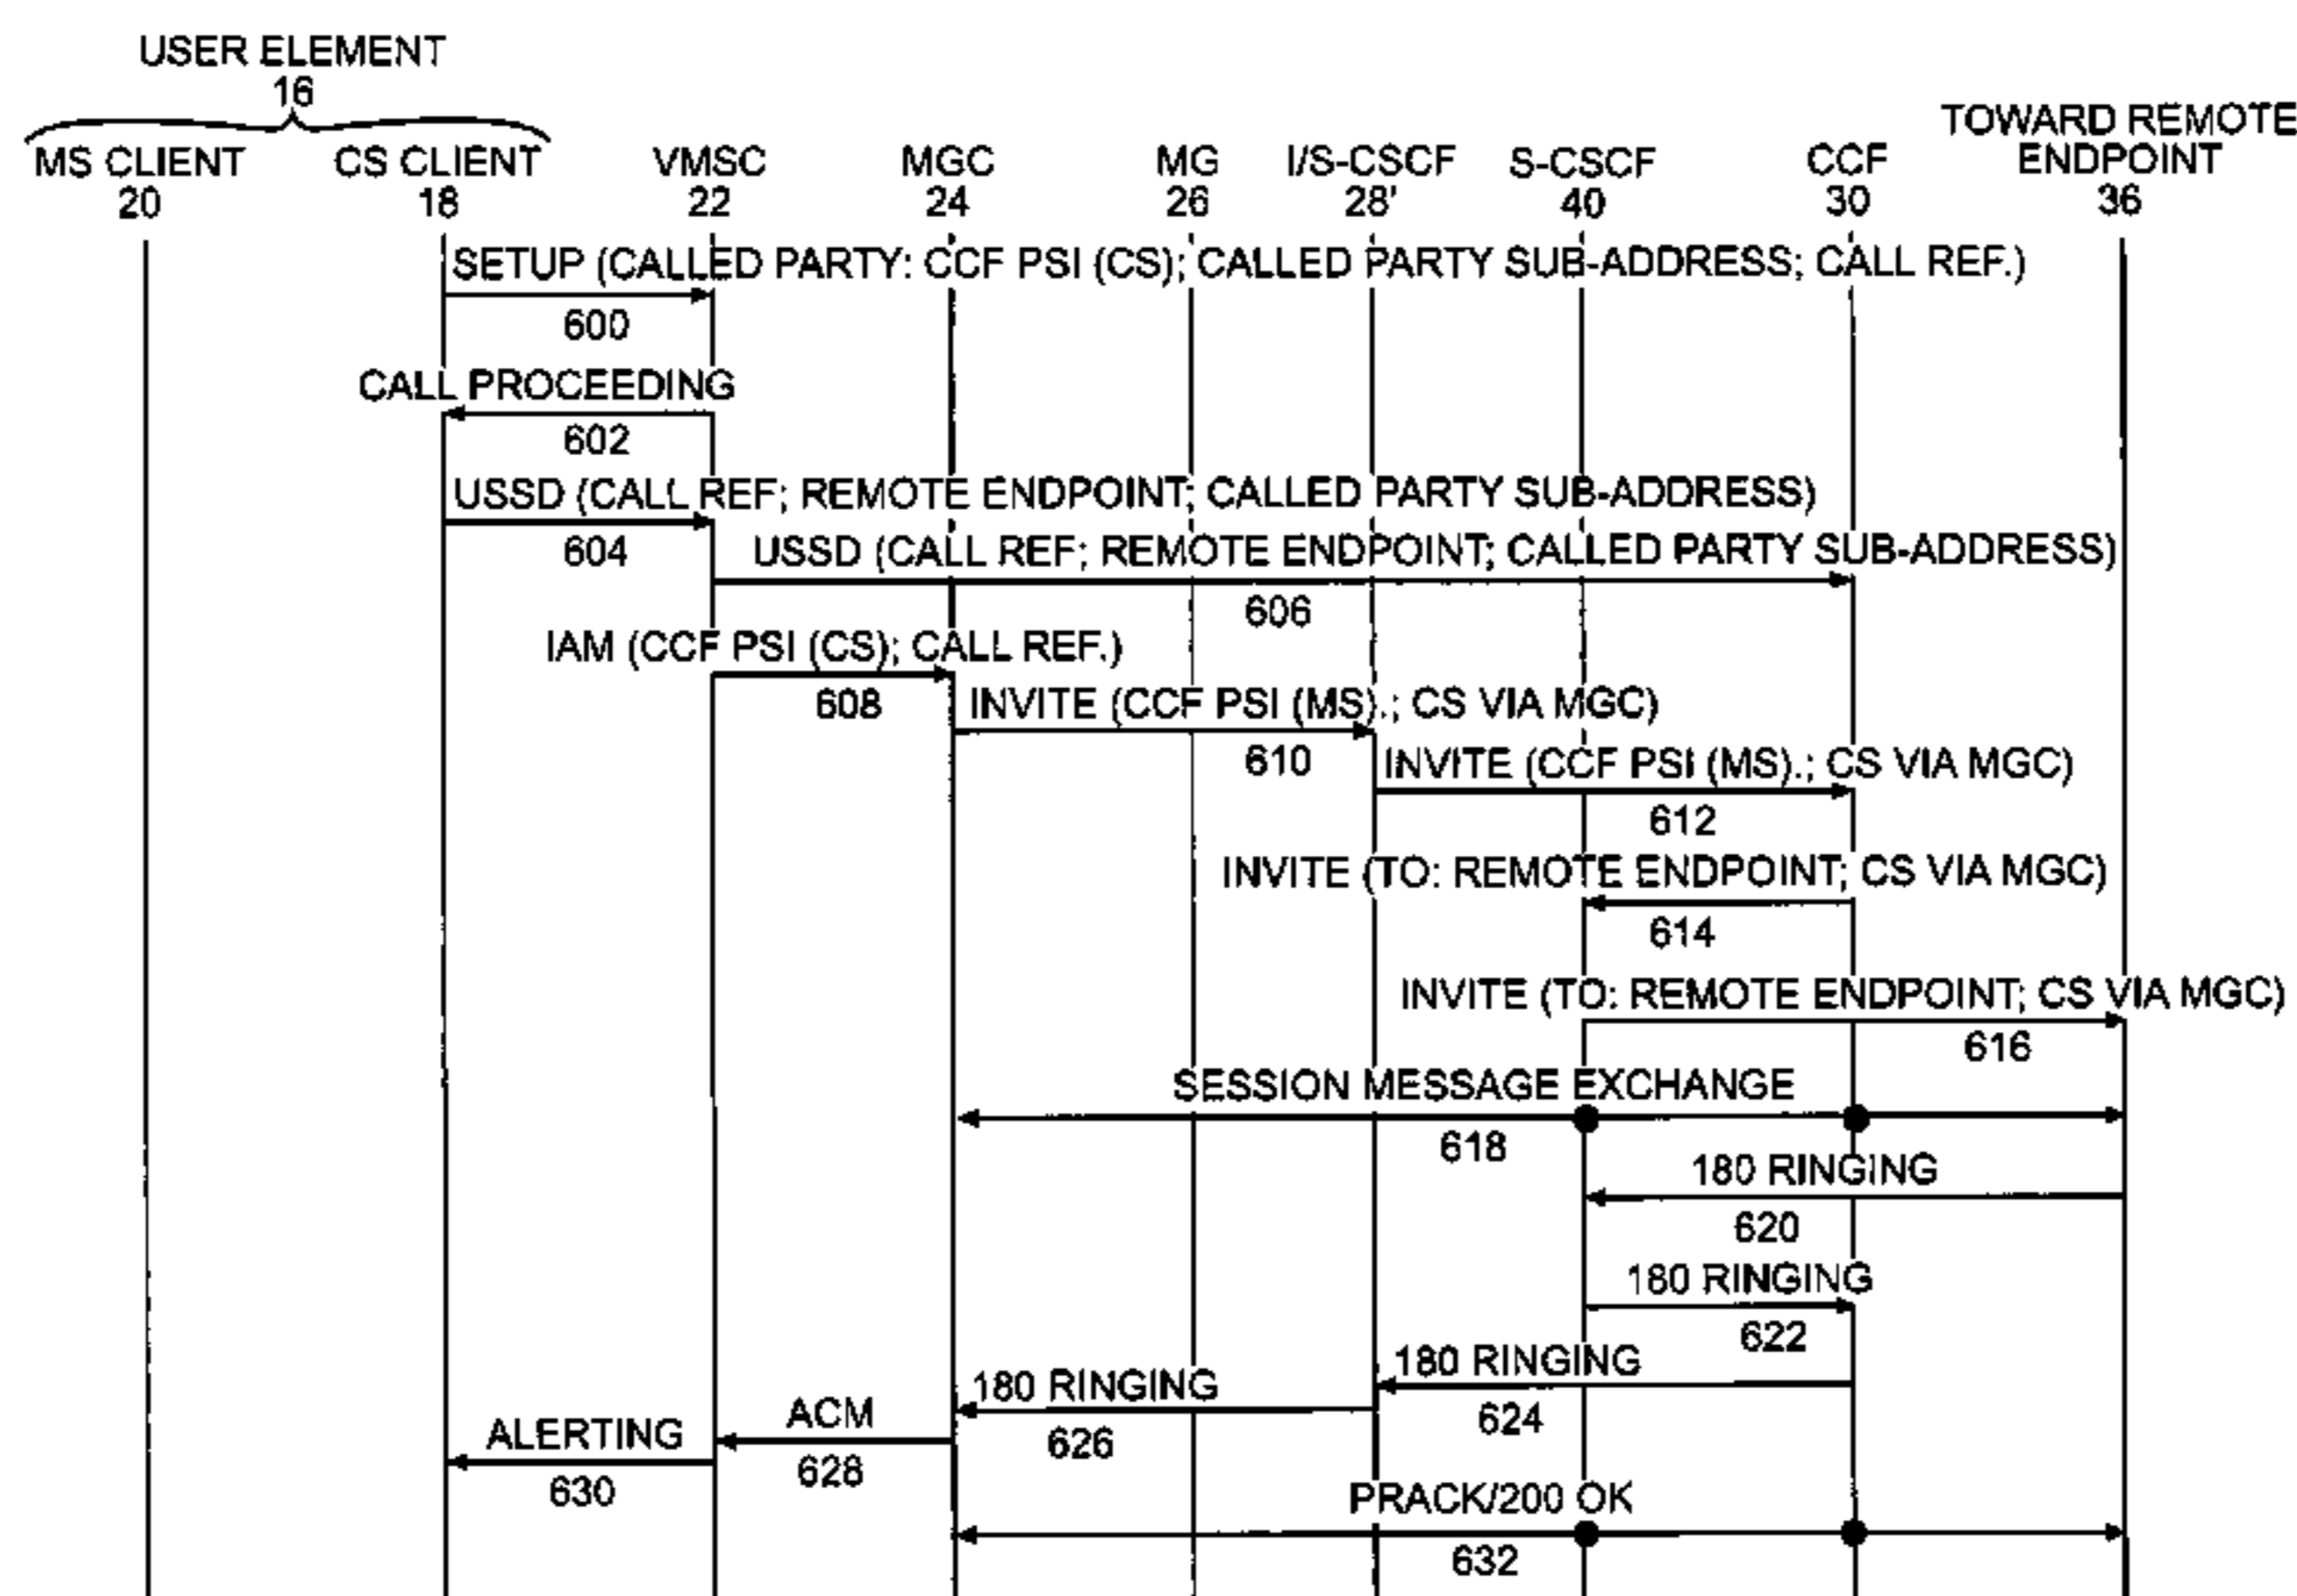 USER ELEMENT
16
TOWARD REMOTE
MS CLIENT CS CLIENT VMSC MGC MG I/S-CSCF S-CSCF CCF ENDPOINT
20 18 22 24 26 28' 40 30 36
SETUP (CALLED PARTY: CCF PSI (CS); CALLED PARTY SUB-ADDRESS; CALL REF.)
600
CALL PROCEEDING
602
USSD (CALL REF; REMOTE ENDPOINT; CALLED PARTY SUB-ADDRESS)
604
USSD (CALL REF; REMOTE ENDPOINT; CALLED PARTY SUB-ADDRESS)
606
IAM (CCF PSI (CS); CALL REF.)
608
INVITE (CCF PSI (MS).; CS VIA MGC)
610
INVITE (CCF PSI (MS).; CS VIA MGC)
612
INVITE (TO: REMOTE ENDPOINT; CS VIA MGC)
614
INVITE (TO: REMOTE ENDPOINT; CS VIA MGC)
616
SESSION MESSAGE EXCHANGE
618
180 RINGING
620
180 RINGING
622
180 RINGING
624
180 RINGING
626
ACM
628
ALERTING
630
PRACK/200 OK
632